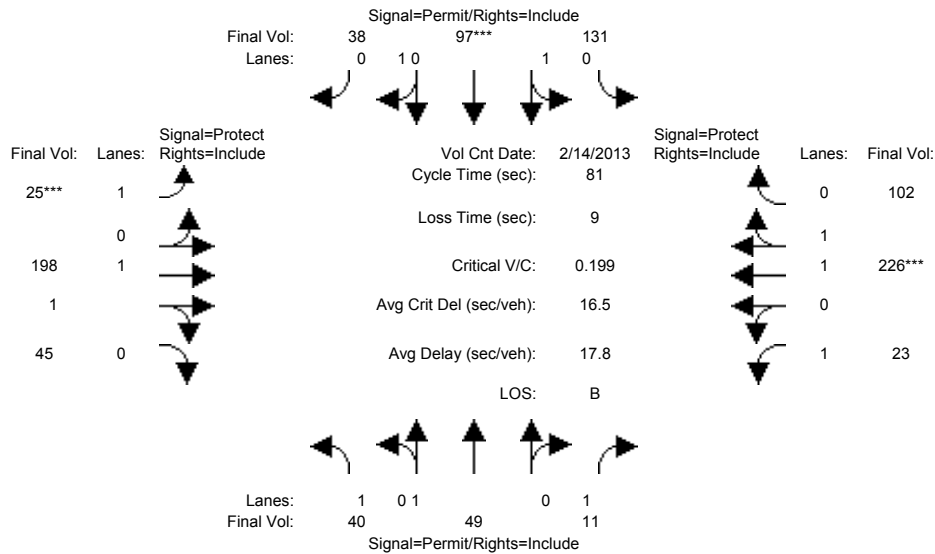 Signal=Permit/Rights=Include
Final Vol: 38 97*** 131
Lanes: 0 1 0 1 0
Signal=Protect Signal=Protect
Final Vol: Lanes: Rights=Include Vol Cnt Date: 2/14/2013 Rights=Include Lanes: Final Vol:
Cycle Time (sec): 81
25*** 1 0 102
Loss Time (sec): 9
0 1
198 1 Critical V/C: 0.199 1 226***
1 Avg Crit Del (sec/veh): 16.5 0
45 0 Avg Delay (sec/veh): 17.8 1 23
LOS: B
Lanes: 1 0 1 0 1
Final Vol: 40 49 11
Signal=Permit/Rights=Include